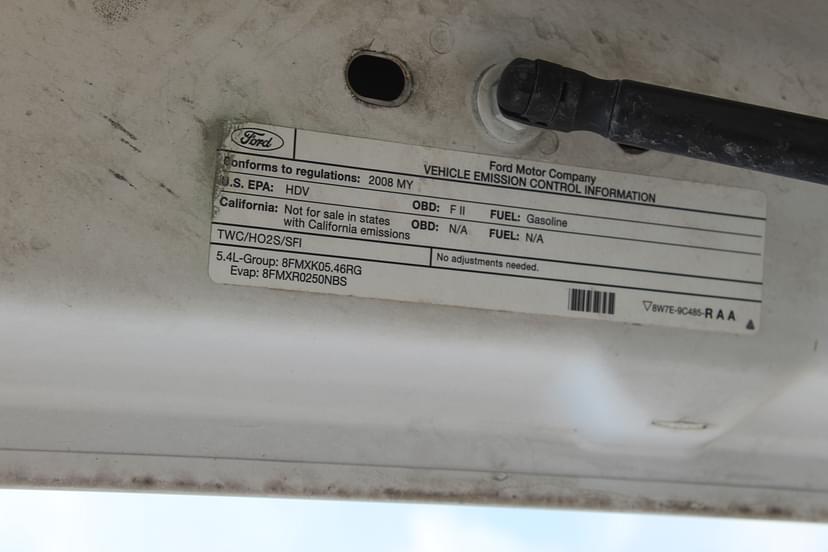 Ford
Ford Motor Company
VEHICLE EMISSION CONTROL INFORMATION
Conforms to regulations: 2008 MY
U.S. EPA: HDV OBD: F II FUEL: Gasoline
California: Not for sale in states with California emissions OBD: N/A FUEL: N/A
TWC/HO2S/SFI
No adjustments needed.
5.4L-Group: 8FMXK05.46RG
Evap: 8FMXR0250NBS
8W7E-9C485-RAA